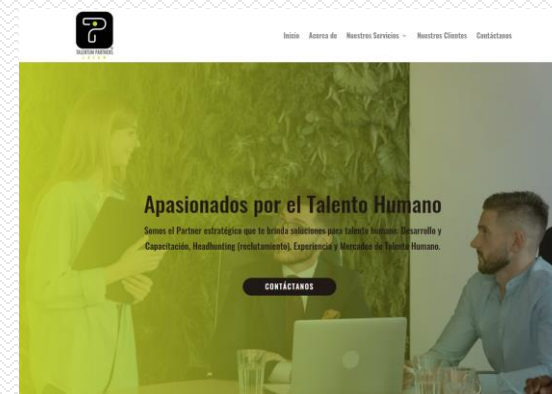 TALENTUM PARTNERS
LATAM
Inicio Acerca de Nuestros Servicios Nuestros Clientes Contáctanos
Apasionados por el Talento Humano
Somos el Partner estratégico que te brinda soluciones para talento humano. Desarrollo y
Capacitación, Headhunting (reclutamiento), Experiencia y Mercadeo de Talento Humano.
CONTÁCTANOS